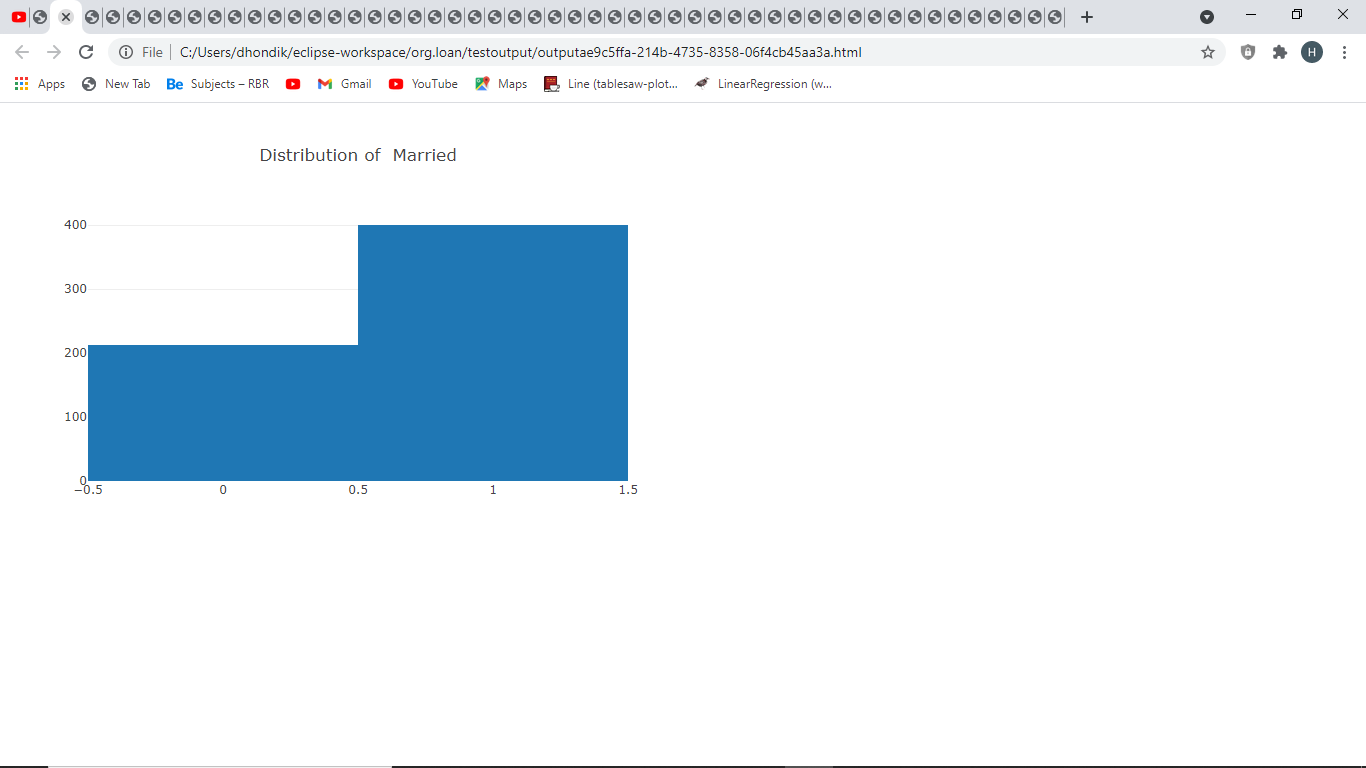 File C:/Users/dhondik/eclipse-workspace/org.loan/testoutput/outputae9c5ffa-214b-4735-8358-06f4cb45aa3a.html H
Apps New Tab Be Subjects – RBR Gmail YouTube Maps Line (tablesaw-plot... LinearRegression (w...
Distribution of  Married
400
300
200
100
0
−0.5 0 0.5 1 1.5